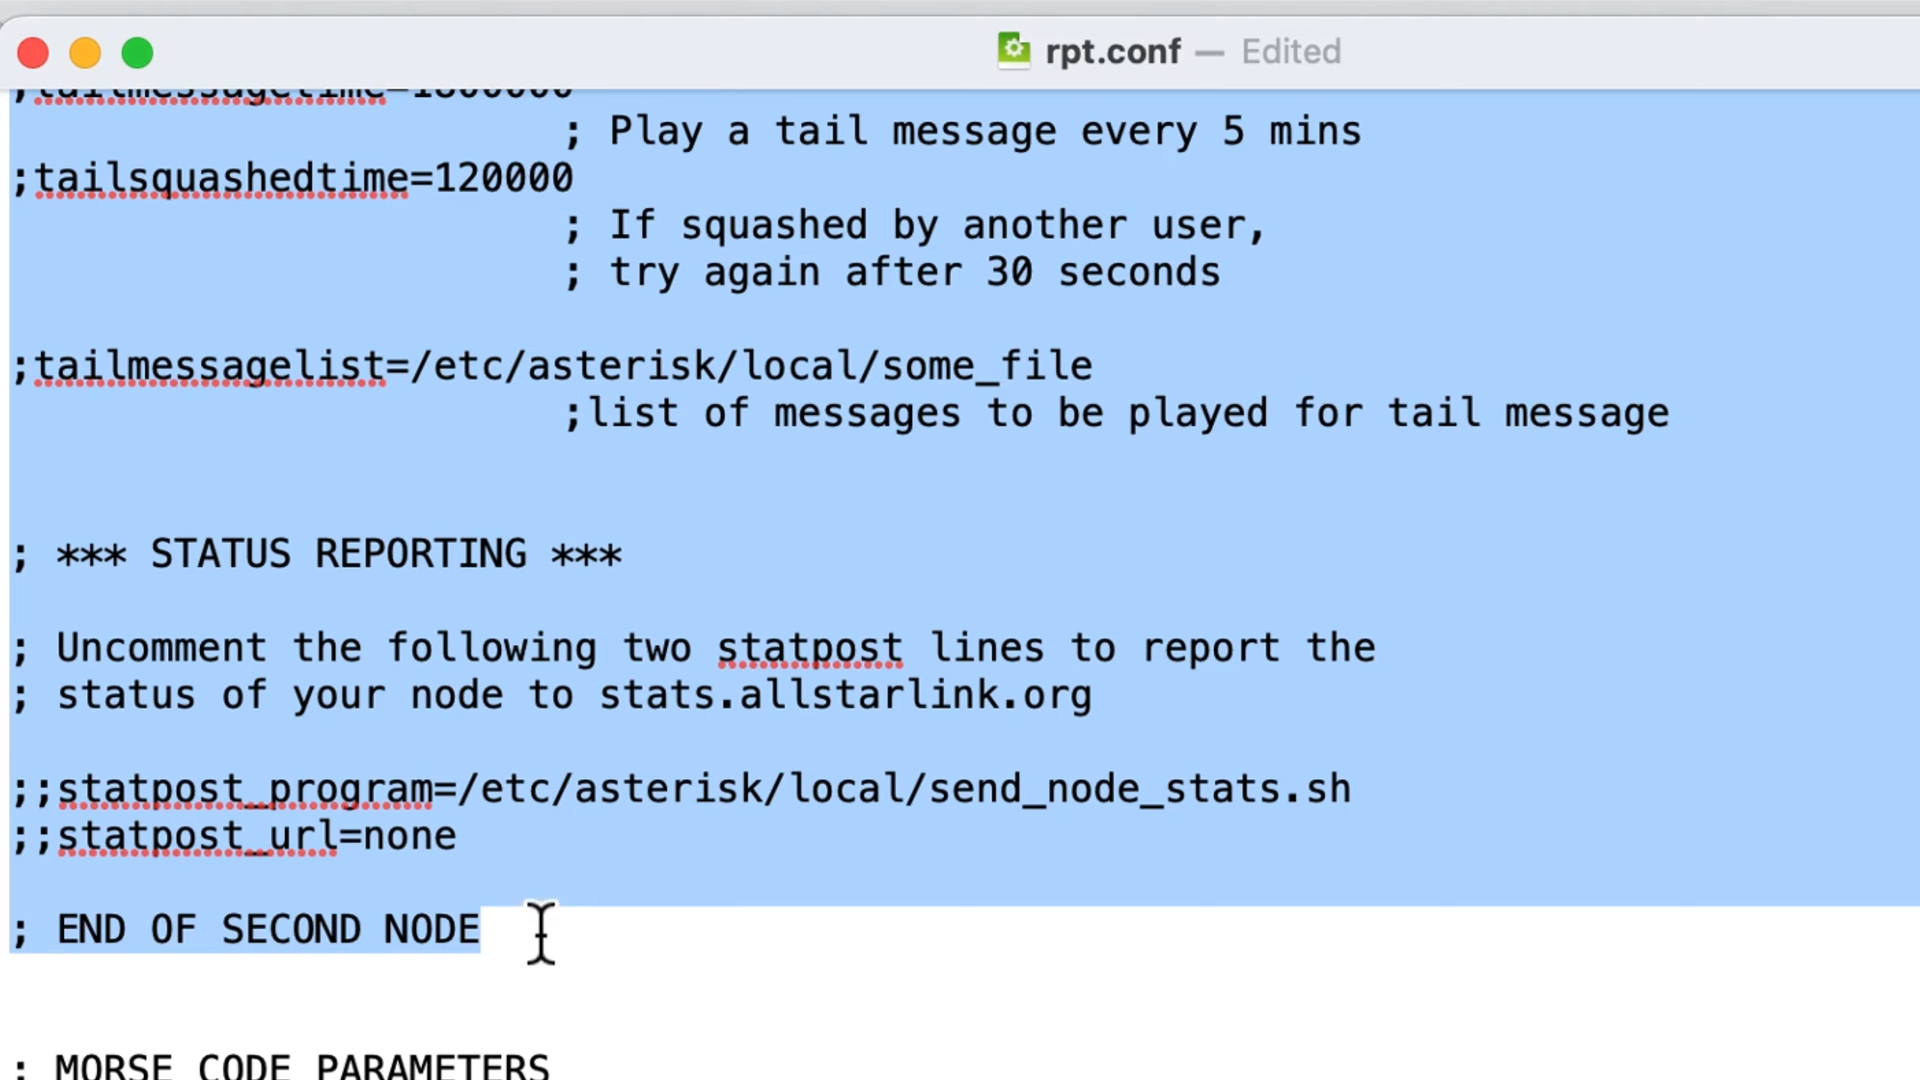 rpt.conf — Edited
;tailmessagetime=1800000
; Play a tail message every 5 mins
;tailsquashedtime=120000
; If squashed by another user,
; try again after 30 seconds
;tailmessagelist=/etc/asterisk/local/some_file
;list of messages to be played for tail message
; *** STATUS REPORTING ***
; Uncomment the following two statpost lines to report the
; status of your node to stats.allstarlink.org
;;statpost_program=/etc/asterisk/local/send_node_stats.sh
;;statpost_url=none
; END OF SECOND NODE
; MORSE CODE PARAMETERS